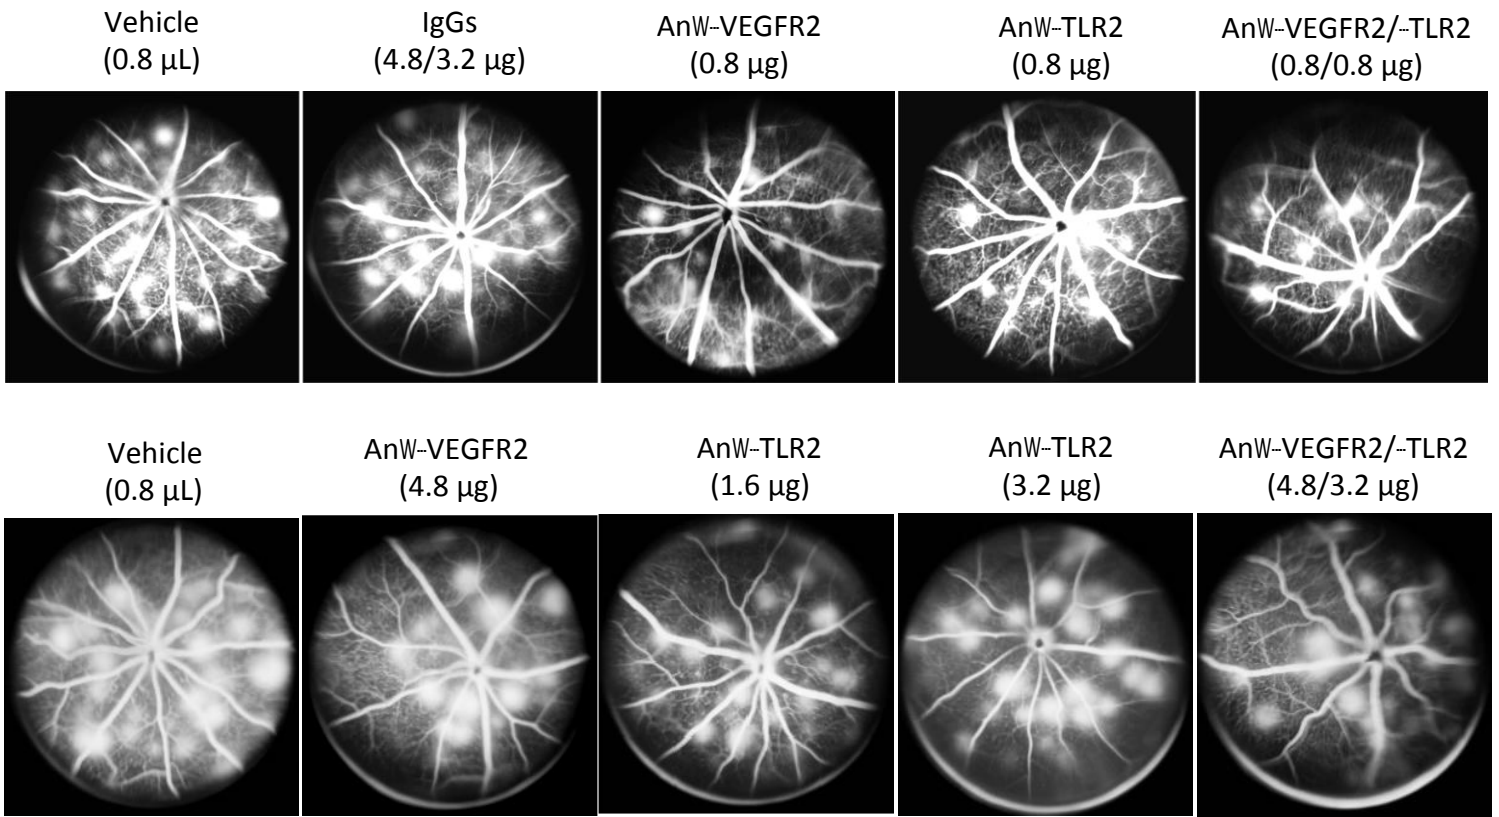 Vehicle
(0.8 µL)
IgGs
(4.8/3.2 µg)
AnW-VEGFR2
(0.8 µg)
AnW-TLR2
(0.8 µg)
AnW-VEGFR2/-TLR2
(0.8/0.8 µg)
Vehicle
(0.8 µL)
AnW-VEGFR2
(4.8 µg)
AnW-TLR2
(1.6 µg)
AnW-TLR2
(3.2 µg)
AnW-VEGFR2/-TLR2
(4.8/3.2 µg)